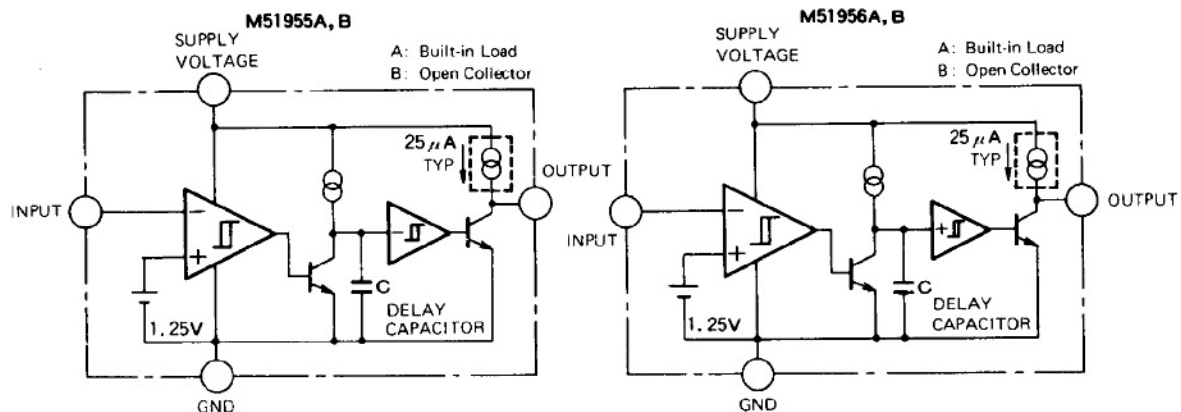 M51955A, B
SUPPLY
VOLTAGE
A: Built-in Load
B: Open Collector
25μA
TYP
INPUT
OUTPUT
−
+
−
C
1.25V
DELAY
CAPACITOR
GND
M51956A, B
SUPPLY
VOLTAGE
A: Built-in Load
B: Open Collector
25μA
TYP
INPUT
OUTPUT
−
+
+
C
1.25V
DELAY
CAPACITOR
GND